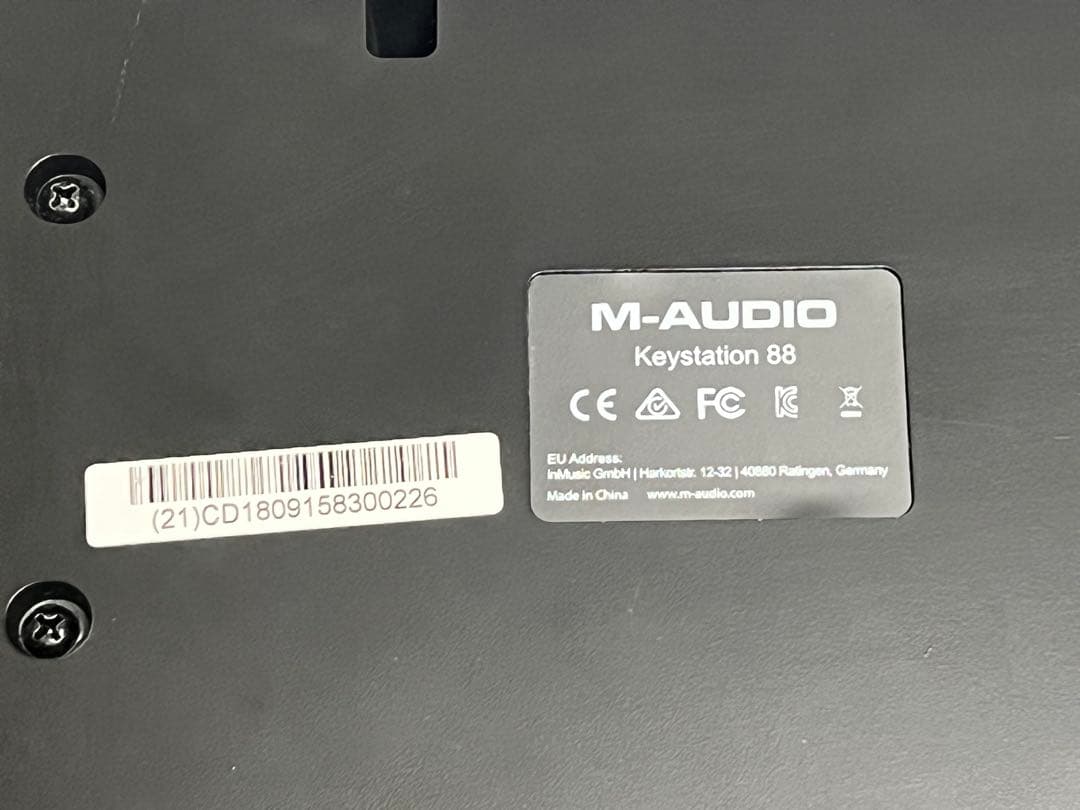 M-AUDIO
Keystation 88
CE FC
EU Address:
inMusic GmbH | Harkortstr. 12-32 | 40880 Ratingen, Germany
Made in China www.m-audio.com
(21)CD1809158300226